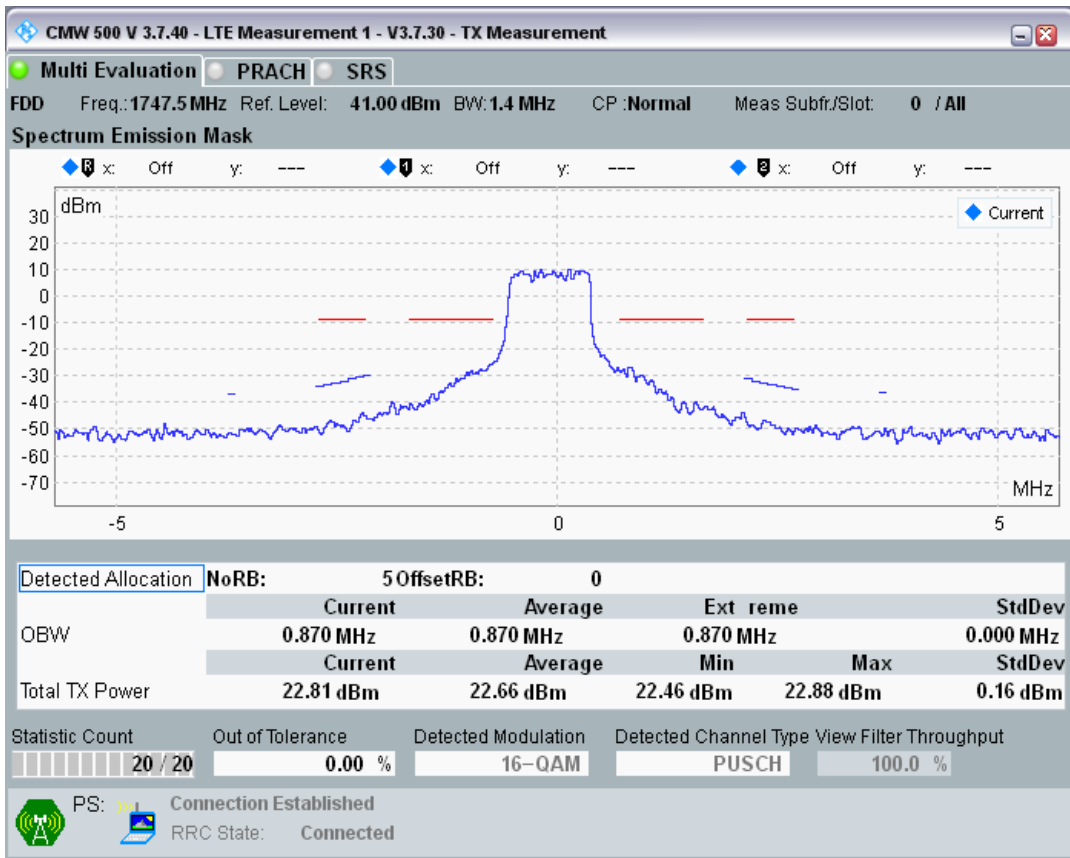 CMW 500 V 3.7.40 - LTE Measurement 1 - V3.7.30 - TX Measurement
Multi Evaluation PRACH SRS
FDD Freq.:1747.5 MHz Ref. Level: 41.00 dBm BW:1.4 MHz CP :Normal Meas Subfr./Slot: 0 / All
Spectrum Emission Mask
R x: Off y: --- 1 x: Off y: --- 2 x: Off y: ---
dBm
Current
30
20
10
0
-10
-20
-30
-40
-50
-60
-70
MHz
-5 0 5
Detected Allocation NoRB: 5 OffsetRB: 0
Current Average Ext reme StdDev
OBW 0.870 MHz 0.870 MHz 0.870 MHz 0.000 MHz
Current Average Min Max StdDev
Total TX Power 22.81 dBm 22.66 dBm 22.46 dBm 22.88 dBm 0.16 dBm
Statistic Count Out of Tolerance Detected Modulation Detected Channel Type View Filter Throughput
20 / 20 0.00 % 16-QAM PUSCH 100.0 %
PS: Connection Established
RRC State: Connected